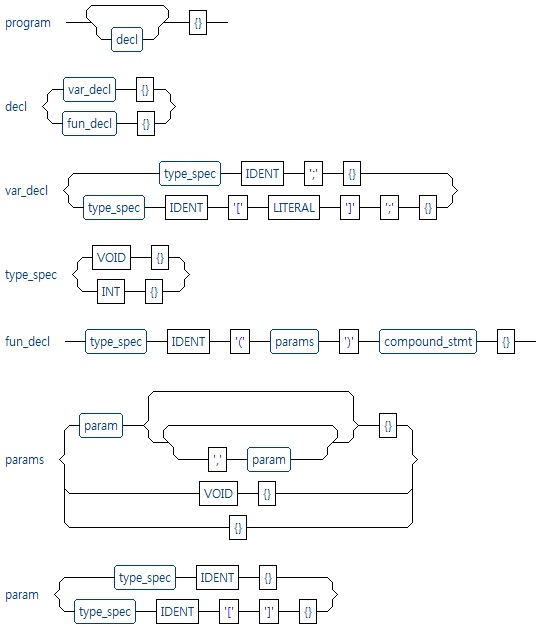 program decl {}
decl var_decl {}
fun_decl {}
var_decl type_spec IDENT ';' {}
type_spec IDENT '[' LITERAL ']' ';' {}
type_spec VOID {}
INT {}
fun_decl type_spec IDENT '(' params ')' compound_stmt {}
params param {}
',' param
VOID {}
{}
param type_spec IDENT {}
type_spec IDENT '[' ']' {}